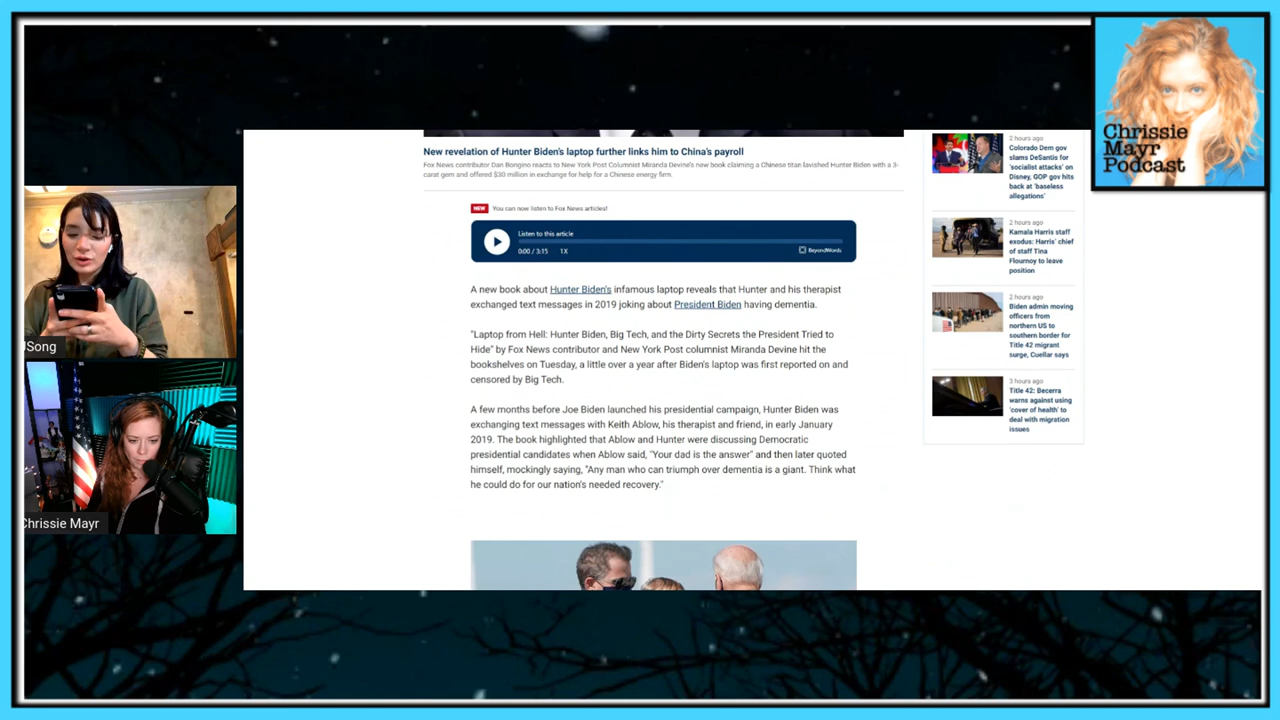 Chrissie
Mayr
Podcast
New revelation of Hunter Biden's laptop further links him to China's payroll
Fox News contributor Dan Bongino reacts to New York Post Columnist Miranda Devine's new book claiming a Chinese titan lavished Hunter Biden with a 3-
carat gem and offered $30 million in exchange for help for a Chinese energy firm.
NEW You can now listen to Fox News articles!
Listen to this article
0:00 / 3:15 1X BeyondWords
A new book about Hunter Biden's infamous laptop reveals that Hunter and his therapist
exchanged text messages in 2019 joking about President Biden having dementia.
"Laptop from Hell: Hunter Biden, Big Tech, and the Dirty Secrets the President Tried to
Hide" by Fox News contributor and New York Post columnist Miranda Devine hit the
bookshelves on Tuesday, a little over a year after Biden's laptop was first reported on and
censored by Big Tech.
A few months before Joe Biden launched his presidential campaign, Hunter Biden was
exchanging text messages with Keith Ablow, his therapist and friend, in early January
2019. The book highlighted that Ablow and Hunter were discussing Democratic
presidential candidates when Ablow said, "Your dad is the answer" and then later quoted
himself, mockingly saying, "Any man who can triumph over dementia is a giant. Think what
he could do for our nation's needed recovery."
2 hours ago
Colorado Dem gov
slams DeSantis for
'socialist attacks' on
Disney, GOP gov hits
back at 'baseless
allegations'
2 hours ago
Kamala Harris staff
exodus: Harris' chief
of staff Tina
Flournoy to leave
position
2 hours ago
Biden admin moving
officers from
northern US to
southern border for
Title 42 migrant
surge, Cuellar says
3 hours ago
Title 42: Becerra
warns against using
'cover of health' to
deal with migration
issues
JSong
Chrissie Mayr